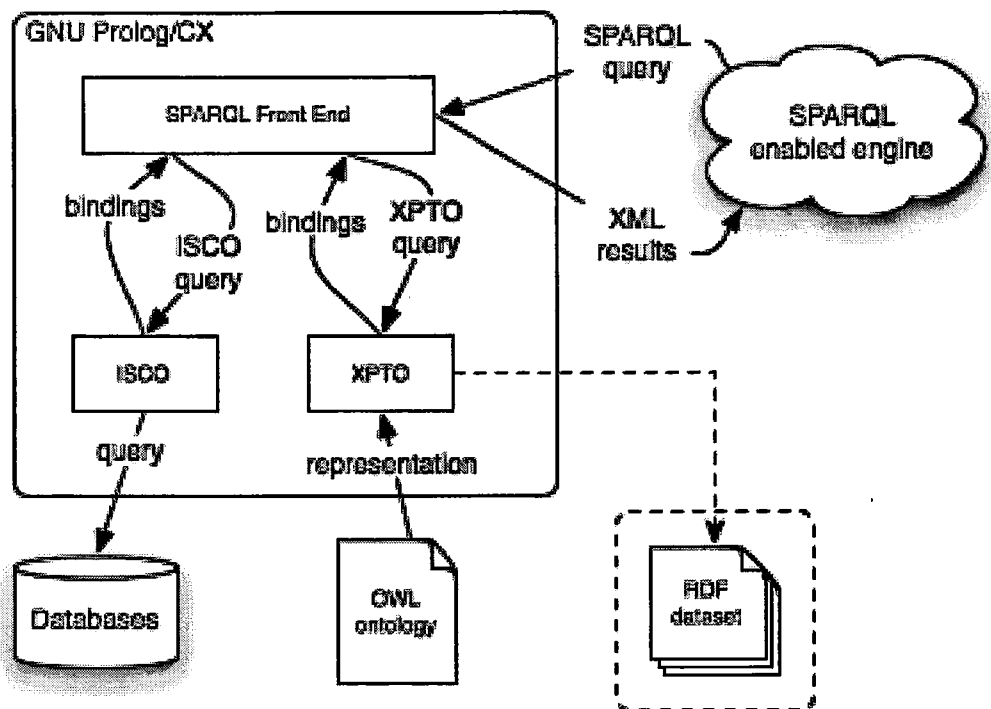 GNU Prolog/CX
SPARQL
query
SPARQL Front End
SPARQL
enabled engine
bindings
ISCO
query
bindings
XPTO
query
XML
results
ISCO
XPTO
query
representation
Databases
OWL
ontology
RDF
dataset